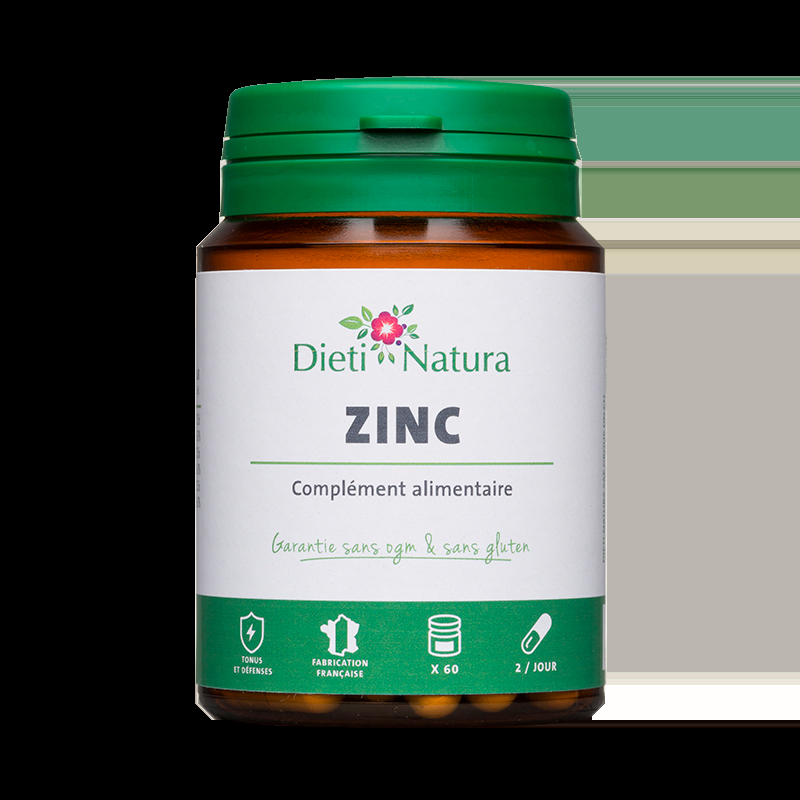 Dieti Natura
ZINC
Complément alimentaire
Garantie sans ogm & sans gluten
TONUS
ET DÉFENSES
FABRICATION
FRANÇAISE
X 60
2 / JOUR